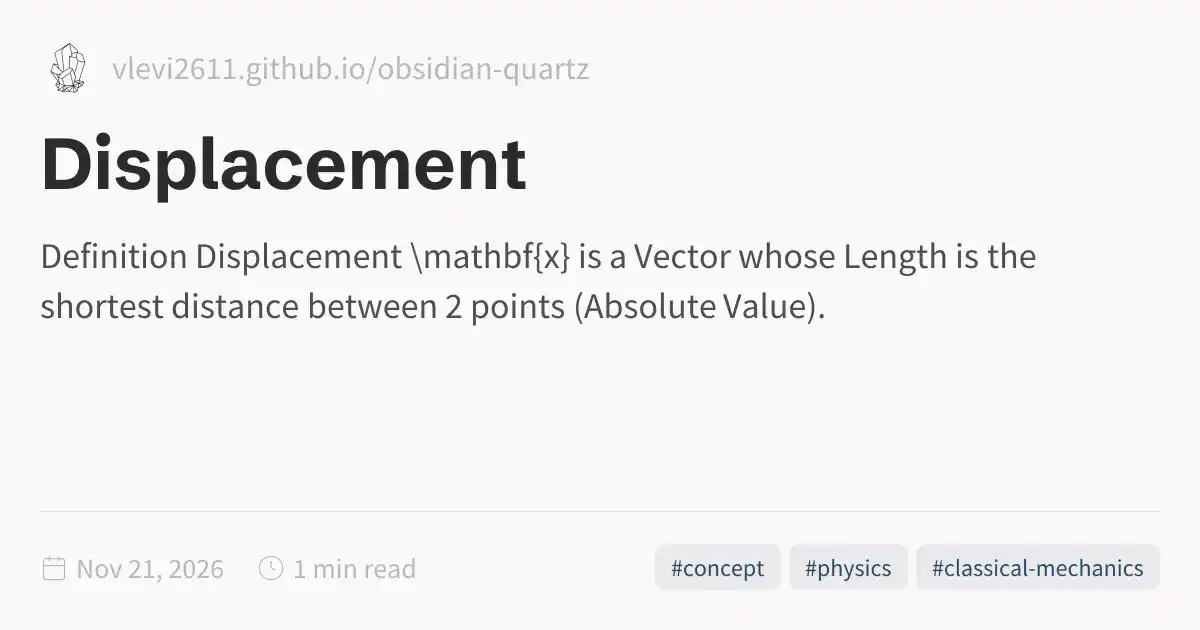 vlevi2611.github.io/obsidian-quartz
Displacement
Definition Displacement \mathbf{x} is a Vector whose Length is the
shortest distance between 2 points (Absolute Value).
Nov 21, 2026 1 min read #concept #physics #classical-mechanics